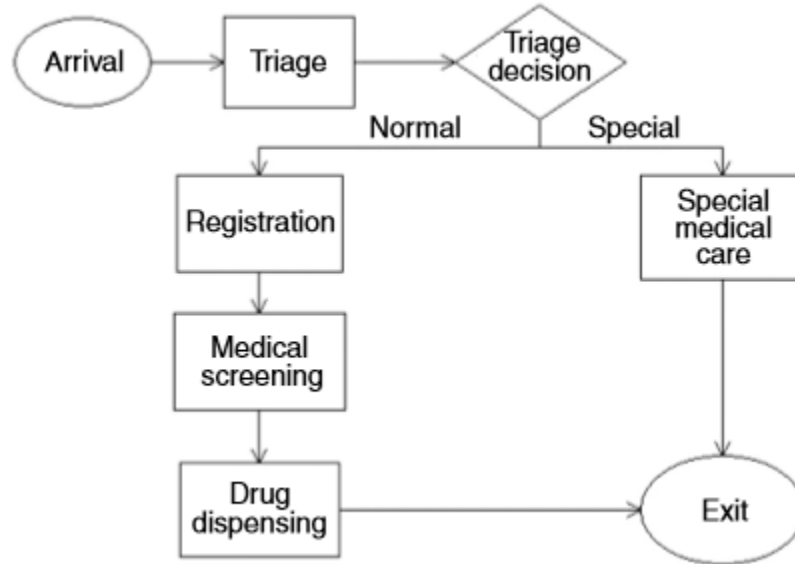 Arrival
Triage
Triage
decision
Normal
Special
Registration
Special
medical
care
Medical
screening
Drug
dispensing
Exit